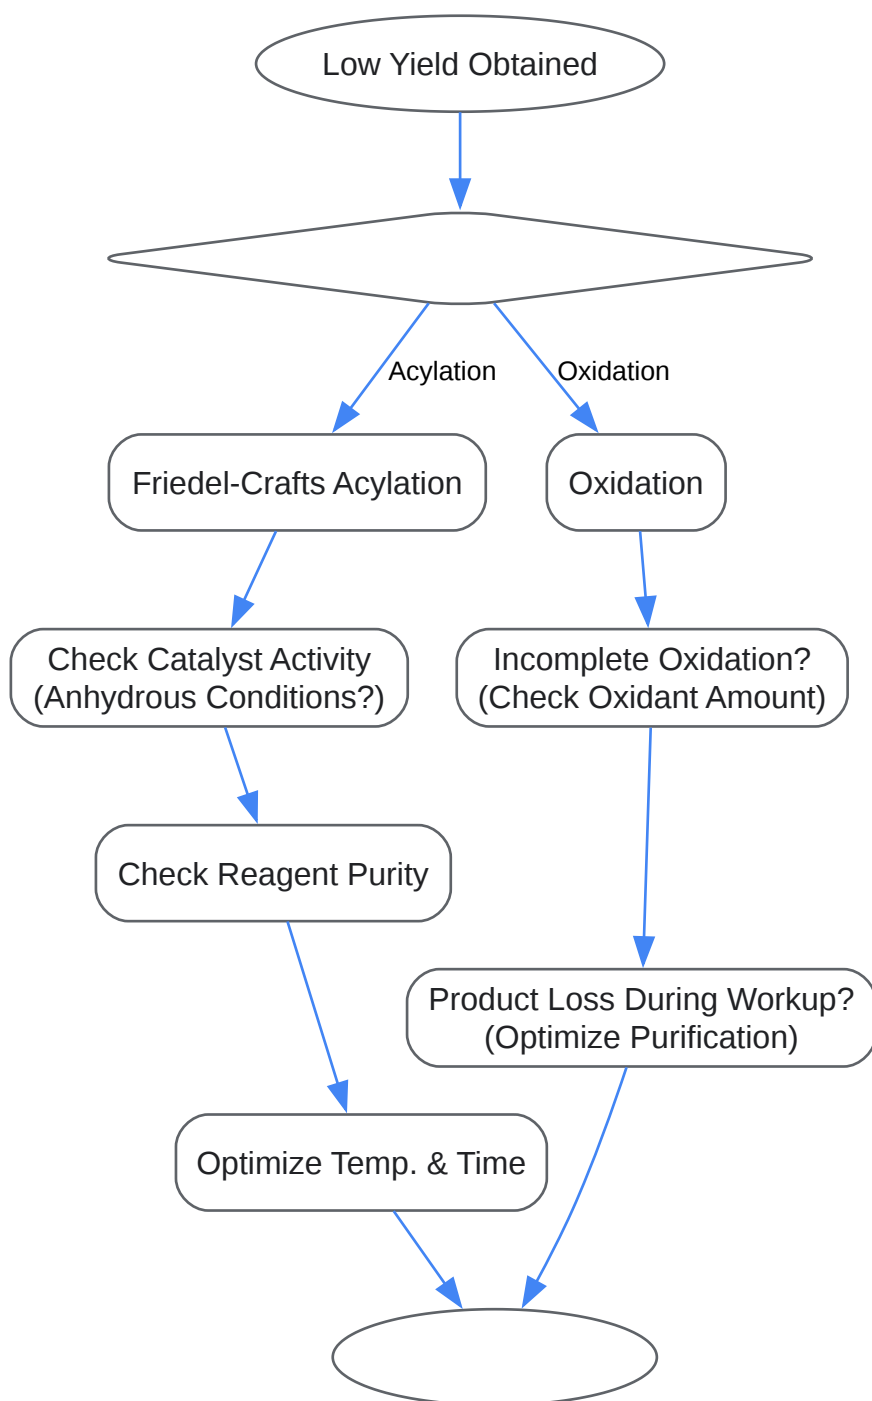 Low Yield Obtained
Acylation
Oxidation
Friedel-Crafts Acylation
Oxidation
Check Catalyst Activity
(Anhydrous Conditions?)
Incomplete Oxidation?
(Check Oxidant Amount)
Check Reagent Purity
Product Loss During Workup?
(Optimize Purification)
Optimize Temp. & Time